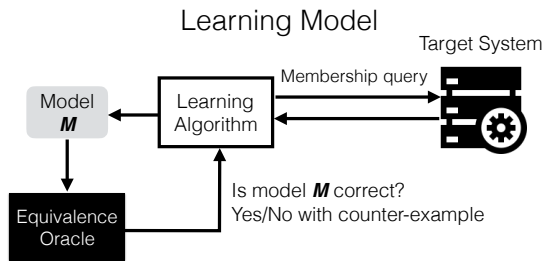 Learning Model
Target System
Membership query
Model
M
Learning
Algorithm
Is model M correct?
Yes/No with counter-example
Equivalence
Oracle